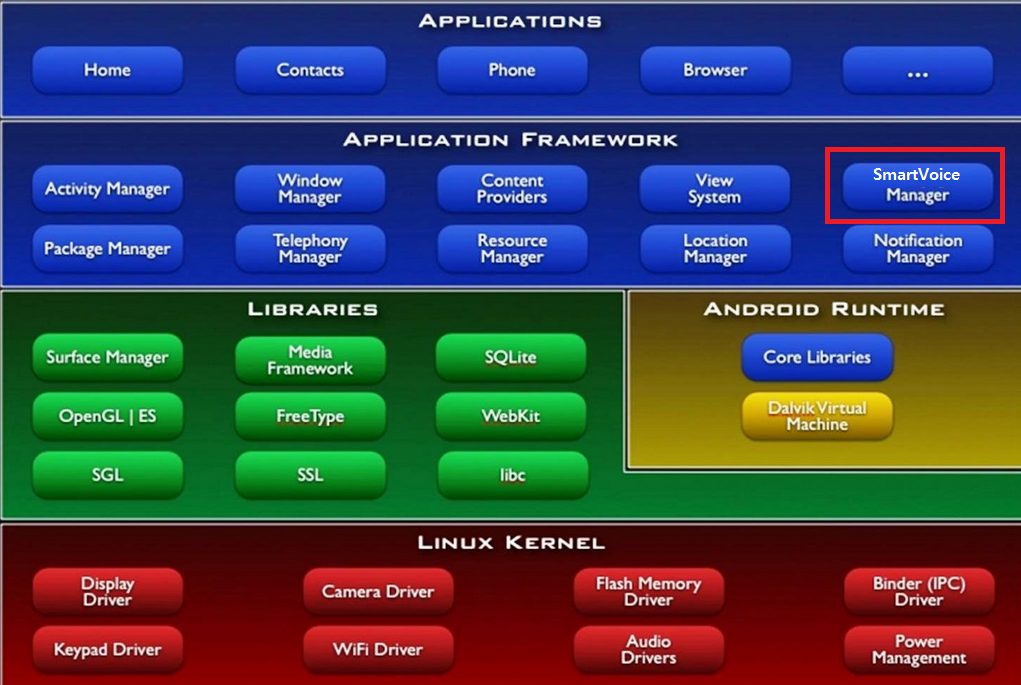 APPLICATIONS
Home
Contacts
Phone
Browser
...
APPLICATION FRAMEWORK
Activity Manager
Window
Manager
Content
Providers
View
System
SmartVoice
Manager
Package Manager
Telephony
Manager
Resource
Manager
Location
Manager
Notification
Manager
LIBRARIES
Surface Manager
Media
Framework
SQLite
OpenGL | ES
FreeType
WebKit
SGL
SSL
libc
ANDROID RUNTIME
Core Libraries
Dalvik Virtual
Machine
LINUX KERNEL
Display
Driver
Camera Driver
Flash Memory
Driver
Binder (IPC)
Driver
Keypad Driver
WiFi Driver
Audio
Drivers
Power
Management